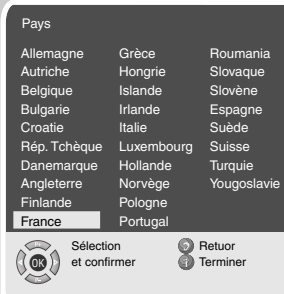 Pays
Allemagne Grèce Roumania
Autriche Hongrie Slovaque
Belgique Islande Slovène
Bulgarie Irlande Espagne
Croatie Italie Suède
Rép. Tchèque Luxembourg Suisse
Danemarque Hollande Turquie
Angleterre Norvège Yougoslavie
Finlande Pologne
France Portugal
Sélection Retuor
OK et confirmer i Terminer